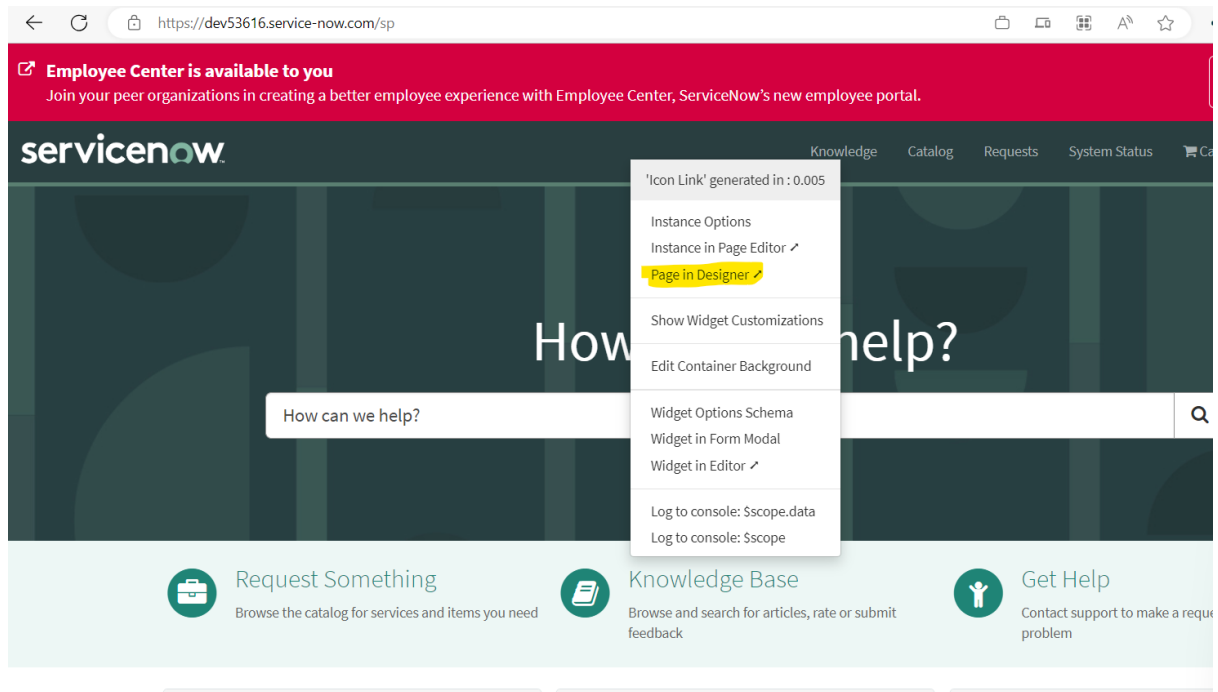 https://dev53616.service-now.com/sp
Employee Center is available to you
Join your peer organizations in creating a better employee experience with Employee Center, ServiceNow's new employee portal.
servicenow
Knowledge Catalog Requests System Status Ca
'Icon Link' generated in : 0.005
Instance Options
Instance in Page Editor ⤢
Page in Designer ⤢
Show Widget Customizations
Edit Container Background
Widget Options Schema
Widget in Form Modal
Widget in Editor ⤢
Log to console: $scope.data
Log to console: $scope
How help?
How can we help?
Request Something
Browse the catalog for services and items you need
Knowledge Base
Browse and search for articles, rate or submit
feedback
Get Help
Contact support to make a reque
problem